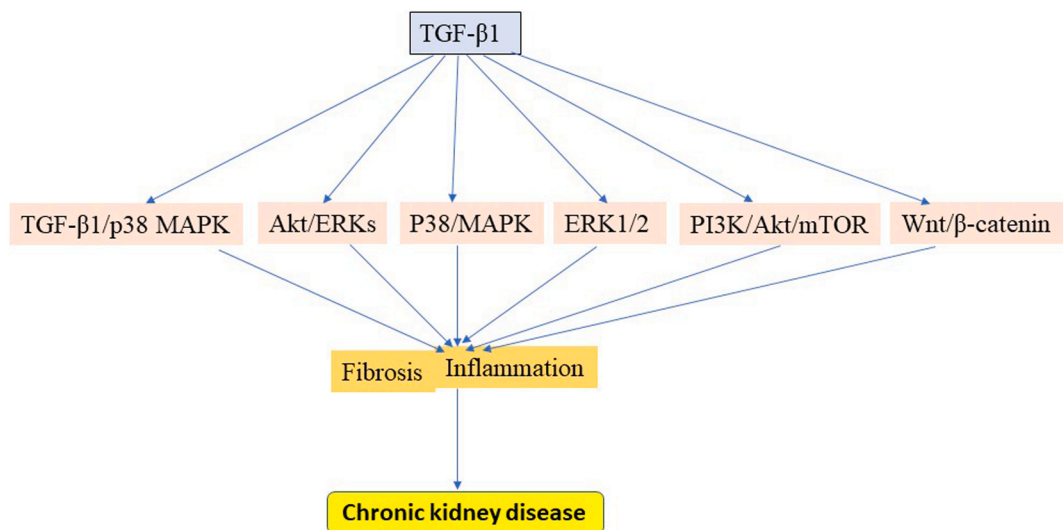 TGF-β1
TGF-β1/p38 MAPK
Akt/ERKs
P38/MAPK
ERK1/2
PI3K/Akt/mTOR
Wnt/β-catenin
Fibrosis
Inflammation
Chronic kidney disease